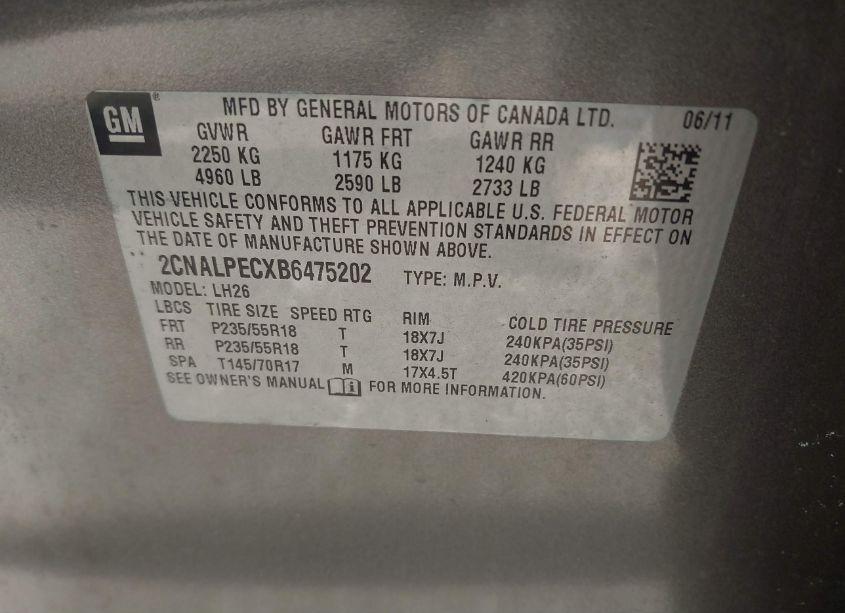 GM®
MFD BY GENERAL MOTORS OF CANADA LTD. 06/11
GVWR GAWR FRT GAWR RR
2250 KG 1175 KG 1240 KG
4960 LB 2590 LB 2733 LB
THIS VEHICLE CONFORMS TO ALL APPLICABLE U.S. FEDERAL MOTOR
VEHICLE SAFETY AND THEFT PREVENTION STANDARDS IN EFFECT ON
THE DATE OF MANUFACTURE SHOWN ABOVE.
2CNALPECXB6475202 TYPE: M.P.V.
MODEL: LH26
LBCS TIRE SIZE SPEED RTG RIM COLD TIRE PRESSURE
FRT P235/55R18 T 18X7J 240KPA(35PSI)
RR P235/55R18 T 18X7J 240KPA(35PSI)
SPA T145/70R17 M 17X4.5T 420KPA(60PSI)
SEE OWNER'S MANUAL FOR MORE INFORMATION.